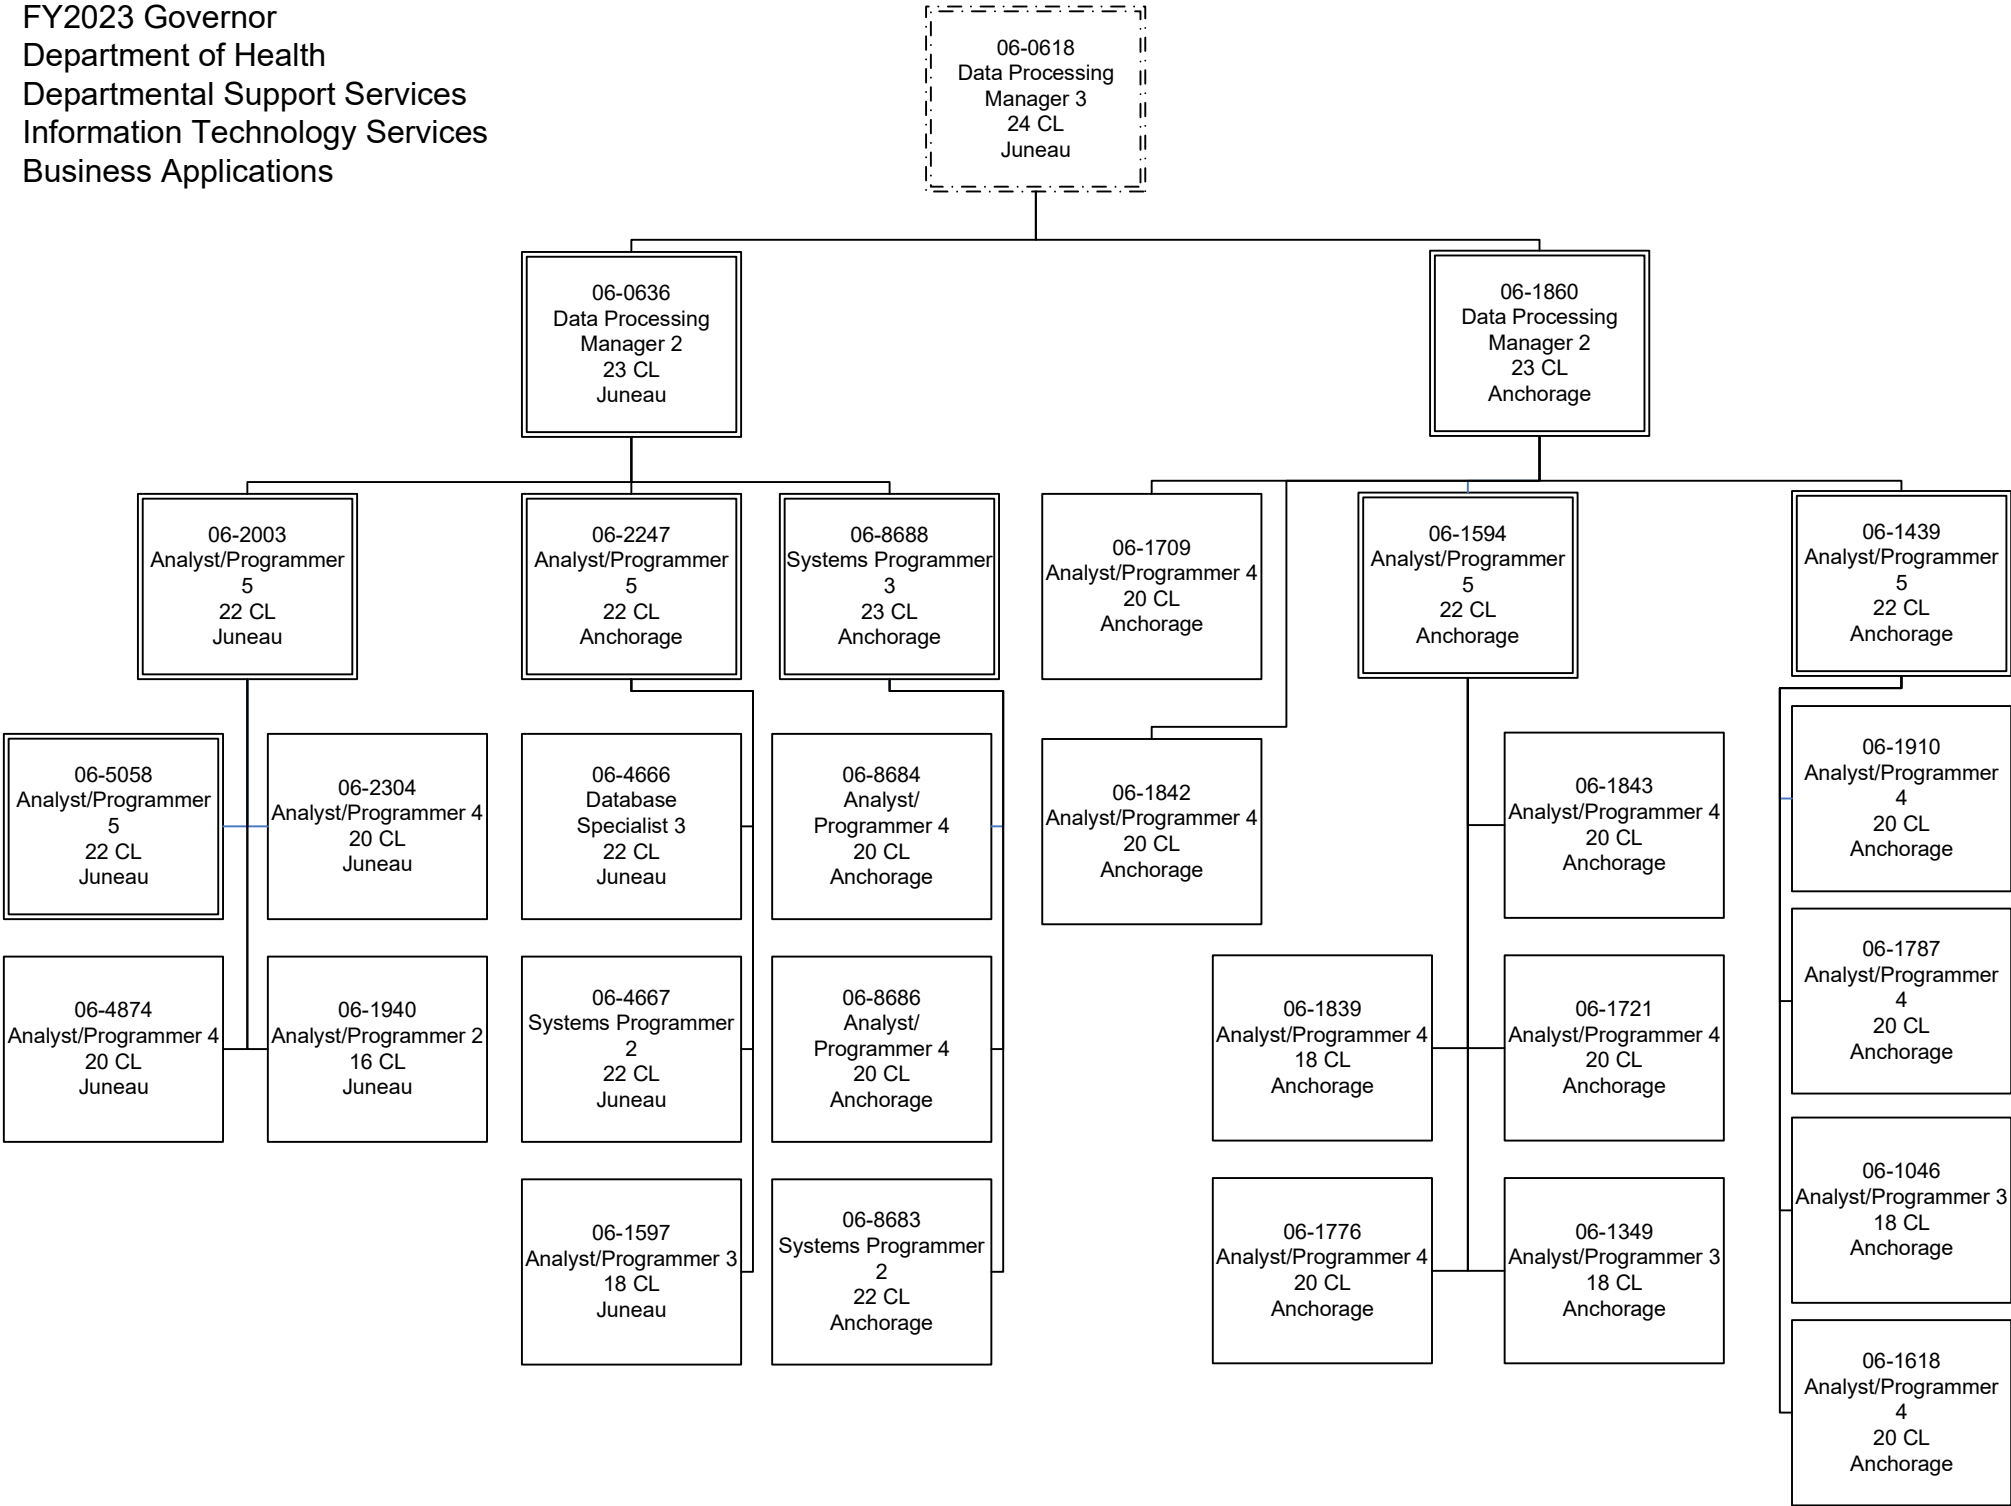 FY2023 Governor
Department of Health
Departmental Support Services
Information Technology Services
Business Applications
06-0618
Data Processing
Manager 3
24 CL
Juneau
06-0636
Data Processing
Manager 2
23 CL
Juneau
06-1860
Data Processing
Manager 2
23 CL
Anchorage
06-2003
Analyst/Programmer
5
22 CL
Juneau
06-2247
Analyst/Programmer
5
22 CL
Anchorage
06-8688
Systems Programmer
3
23 CL
Anchorage
06-1709
Analyst/Programmer 4
20 CL
Anchorage
06-1594
Analyst/Programmer
5
22 CL
Anchorage
06-1439
Analyst/Programmer
5
22 CL
Anchorage
06-5058
Analyst/Programmer
5
22 CL
Juneau
06-2304
Analyst/Programmer 4
20 CL
Juneau
06-4666
Database
Specialist 3
22 CL
Juneau
06-8684
Analyst/
Programmer 4
20 CL
Anchorage
06-1842
Analyst/Programmer 4
20 CL
Anchorage
06-1843
Analyst/Programmer 4
20 CL
Anchorage
06-1910
Analyst/Programmer
4
20 CL
Anchorage
06-4874
Analyst/Programmer 4
20 CL
Juneau
06-1940
Analyst/Programmer 2
16 CL
Juneau
06-4667
Systems Programmer
2
22 CL
Juneau
06-8686
Analyst/
Programmer 4
20 CL
Anchorage
06-1839
Analyst/Programmer 4
18 CL
Anchorage
06-1721
Analyst/Programmer 4
20 CL
Anchorage
06-1787
Analyst/Programmer
4
20 CL
Anchorage
06-1597
Analyst/Programmer 3
18 CL
Juneau
06-8683
Systems Programmer
2
22 CL
Anchorage
06-1776
Analyst/Programmer 4
20 CL
Anchorage
06-1349
Analyst/Programmer 3
18 CL
Anchorage
06-1046
Analyst/Programmer 3
18 CL
Anchorage
06-1618
Analyst/Programmer
4
20 CL
Anchorage